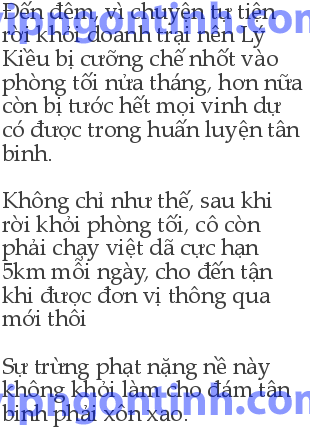 Đến đêm, vì chuyện tự tiện
rời khỏi doanh trại nên Lý
Kiều bị cưỡng chế nhốt vào
phòng tối nửa tháng, hơn nữa
còn bị tước hết mọi vinh dự
có được trong huấn luyện tân
binh.
Không chỉ như thế, sau khi
rời khỏi phòng tối, cô còn
phải chạy việt dã cực hạn
5km mỗi ngày, cho đến tận
khi được đơn vị thông qua
mới thôi
Sự trừng phạt nặng nề này
không khỏi làm cho đám tân
binh phải xôn xao.
vipngontinh.com
vipngontinh.com